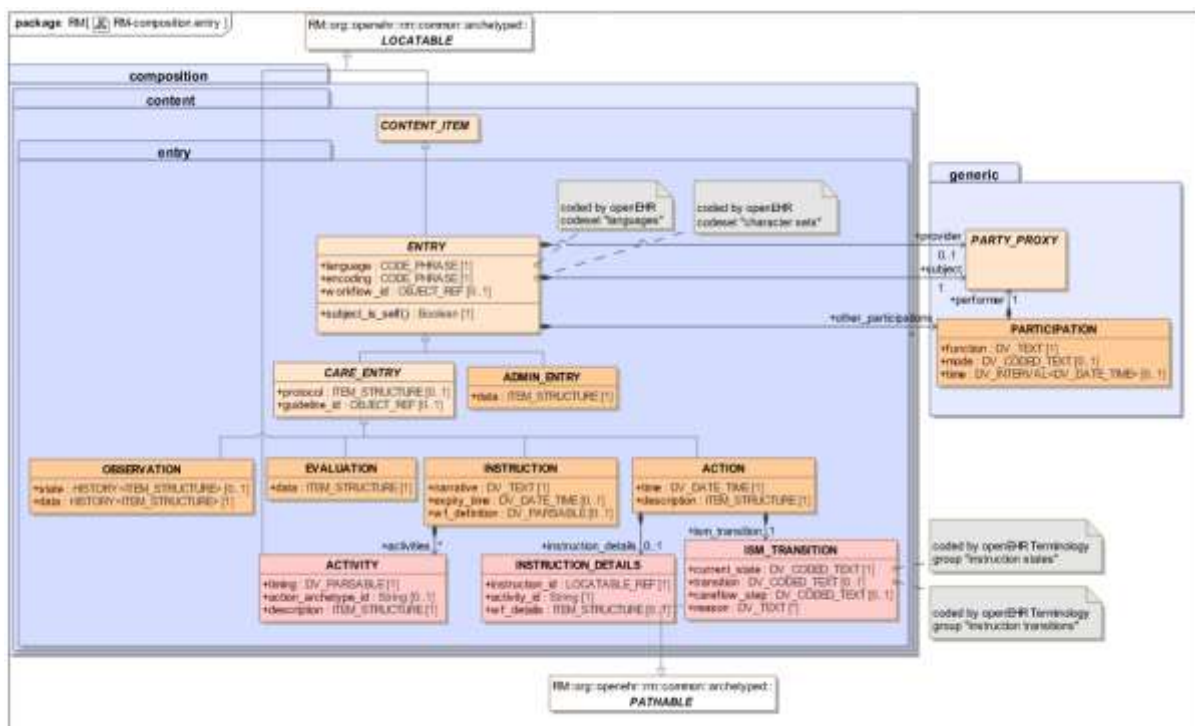 package RM[ RM-composition.entry ]
RM::org::openehr::rm::common::archetyped::
LOCATABLE
composition
content
CONTENT_ITEM
entry
generic
coded by openEHR
codeset "languages"
coded by openEHR
codeset "character sets"
ENTRY
+language : CODE_PHRASE [1]
+encoding : CODE_PHRASE [1]
+workflow_id : OBJECT_REF [0..1]
+subject_is_self() : Boolean [1]
+provider
0..1
+subject
1
PARTY_PROXY
+performer 1
+other_participations
PARTICIPATION
+function : DV_TEXT [1]
+mode : DV_CODED_TEXT [0..1]
+time : DV_INTERVAL<DV_DATE_TIME> [0..1]
CARE_ENTRY
+protocol : ITEM_STRUCTURE [0..1]
+guideline_id : OBJECT_REF [0..1]
ADMIN_ENTRY
+data : ITEM_STRUCTURE [1]
OBSERVATION
+state : HISTORY<ITEM_STRUCTURE> [0..1]
+data : HISTORY<ITEM_STRUCTURE> [1]
EVALUATION
+data : ITEM_STRUCTURE [1]
INSTRUCTION
+narrative : DV_TEXT [1]
+expiry_time : DV_DATE_TIME [0..1]
+wf_definition : DV_PARSABLE [0..1]
ACTION
+time : DV_DATE_TIME [1]
+description : ITEM_STRUCTURE [1]
+activities *
+instruction_details 0..1
+ism_transition 1
ACTIVITY
+timing : DV_PARSABLE [1]
+action_archetype_id : String [0..1]
+description : ITEM_STRUCTURE [1]
INSTRUCTION_DETAILS
+instruction_id : LOCATABLE_REF [1]
+activity_id : String [1]
+wf_details : ITEM_STRUCTURE [0..1]
ISM_TRANSITION
+current_state : DV_CODED_TEXT [1]
+transition : DV_CODED_TEXT [0..1]
+careflow_step : DV_CODED_TEXT [0..1]
+reason : DV_TEXT [*]
coded by openEHR Terminology
group "instruction states"
coded by openEHR Terminology
group "instruction transitions"
RM::org::openehr::rm::common::archetyped::
PATHABLE